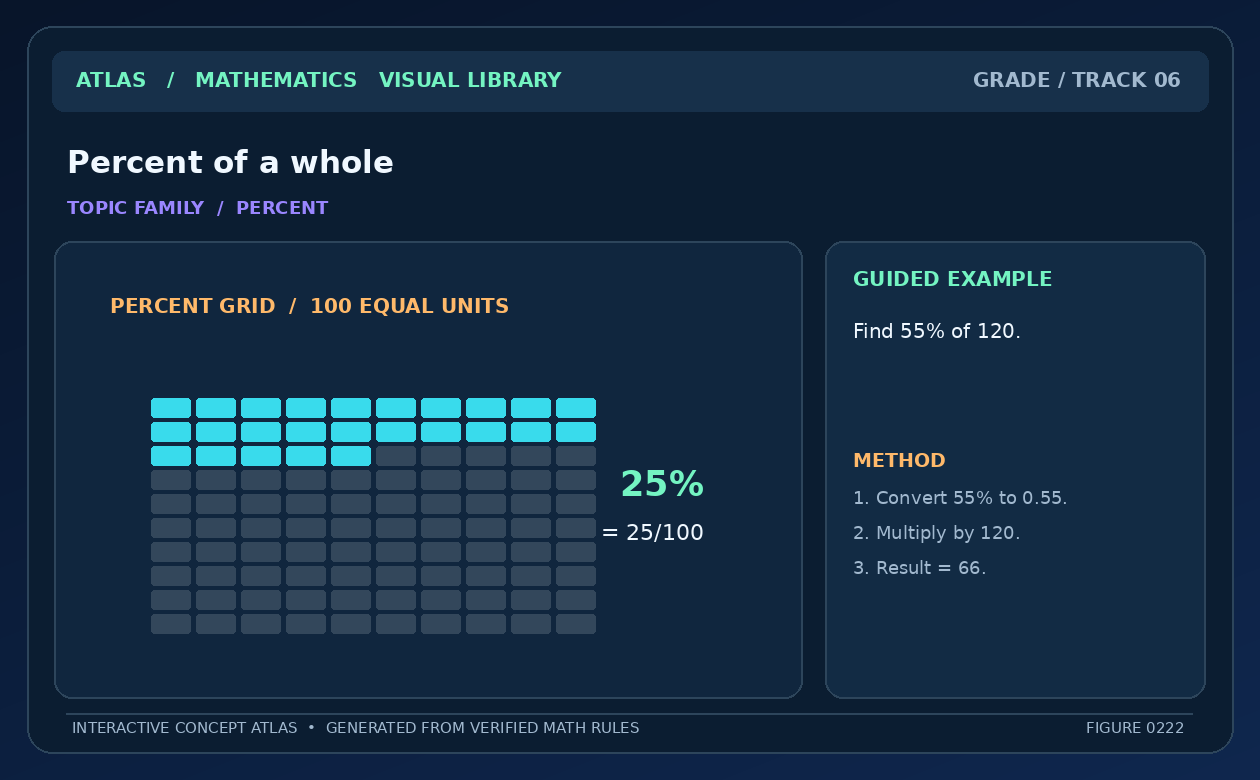 ATLAS / MATHEMATICS VISUAL LIBRARY
GRADE / TRACK 06
Percent of a whole
TOPIC FAMILY / PERCENT
PERCENT GRID / 100 EQUAL UNITS
25%
= 25/100
GUIDED EXAMPLE
Find 55% of 120.
METHOD
1. Convert 55% to 0.55.
2. Multiply by 120.
3. Result = 66.
INTERACTIVE CONCEPT ATLAS • GENERATED FROM VERIFIED MATH RULES
FIGURE 0222